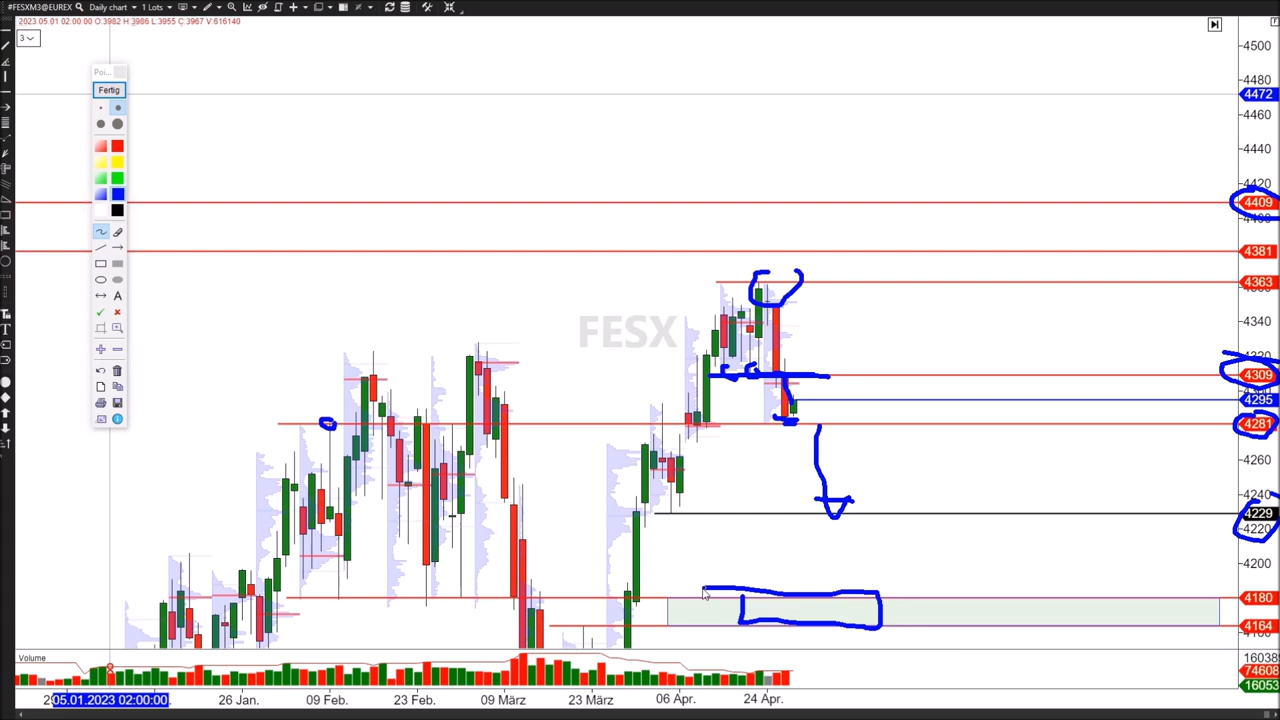 #FESXM3@EUREX Daily chart 1 Lots
2023.05.01 02:00:00 O:3982 H:3986 L:3955 C:3967 V:616140
3
Poi...
Fertig
A
T
FESX
4500
4480
4472
4460
4440
4420
4409
4381
4363
4340
4309
4295
4281
4260
4240
4229
4220
4200
4180
4164
Volume
74608
16053
05.01.2023 02:00:00
26 Jan.
09 Feb.
23 Feb.
09 März
23 März
06 Apr.
24 Apr.